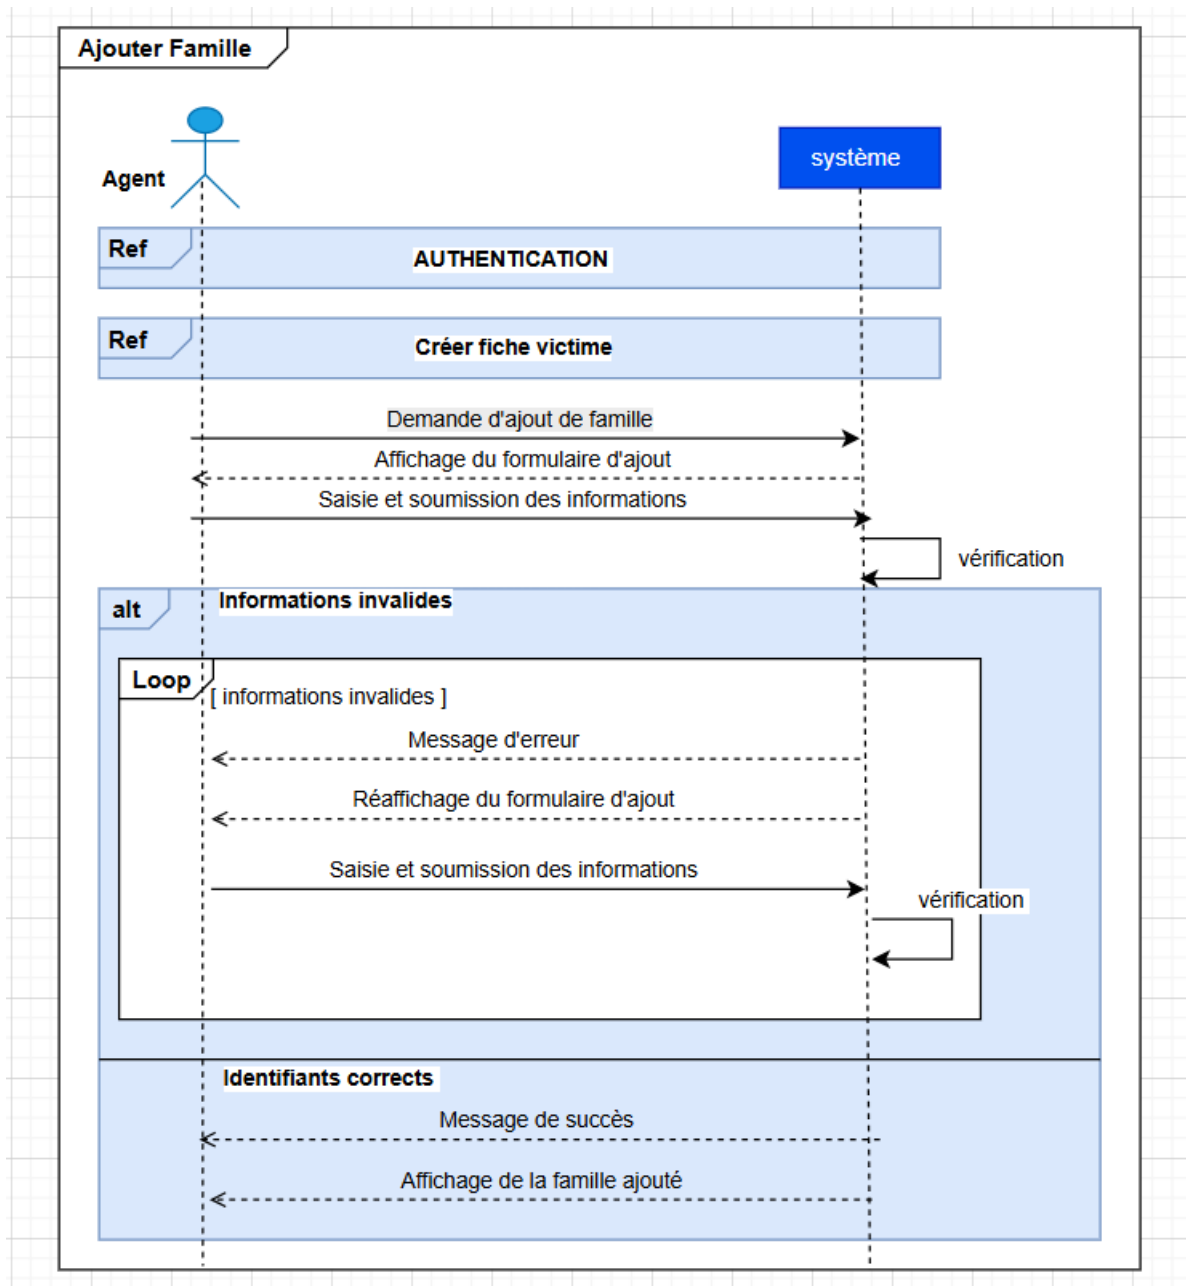 Ajouter Famille
Agent
système
Ref
AUTHENTICATION
Ref
Créer fiche victime
Demande d'ajout de famille
Affichage du formulaire d'ajout
Saisie et soumission des informations
vérification
alt
Informations invalides
Loop
[ informations invalides ]
Message d'erreur
Réaffichage du formulaire d'ajout
Saisie et soumission des informations
vérification
Identifiants corrects
Message de succès
Affichage de la famille ajouté